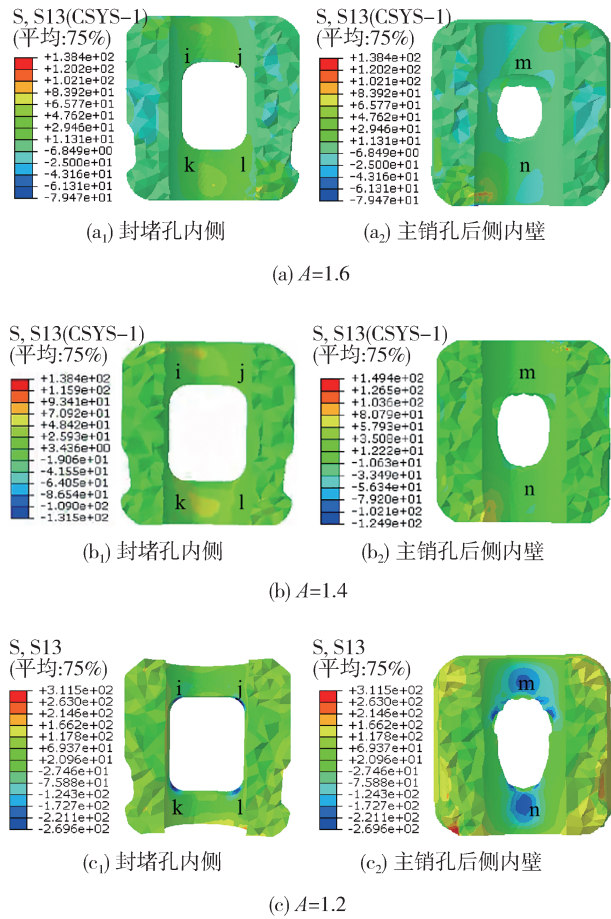 S, S13(CSYS-1)
(平均:75%)
+1.384e+02
+1.202e+02
+1.021e+02
+8.392e+01
+6.577e+01
+4.762e+01
+2.946e+01
+1.131e+01
-6.849e+00
-2.500e+01
-4.316e+01
-6.131e+01
-7.947e+01
i
j
k
l
(a₁) 封堵孔内侧
S, S13(CSYS-1)
(平均:75%)
+1.384e+02
+1.202e+02
+1.021e+02
+8.392e+01
+6.577e+01
+4.762e+01
+2.946e+01
+1.131e+01
-6.849e+00
-2.500e+01
-4.316e+01
-6.131e+01
-7.947e+01
m
n
(a₂) 主销孔后侧内壁
(a) A=1.6
S, S13(CSYS-1)
(平均:75%)
+1.384e+02
+1.159e+02
+9.341e+01
+7.092e+01
+4.842e+01
+2.593e+01
+3.436e+00
-1.906e+01
-4.155e+01
-6.405e+01
-8.654e+01
-1.090e+02
-1.315e+02
i
j
k
l
(b₁) 封堵孔内侧
S, S13(CSYS-1)
(平均:75%)
+1.494e+02
+1.265e+02
+1.036e+02
+8.079e+01
+5.793e+01
+3.508e+01
+1.222e+01
-1.063e+01
-3.349e+01
-5.634e+01
-7.920e+01
-1.021e+02
-1.249e+02
m
n
(b₂) 主销孔后侧内壁
(b) A=1.4
S, S13
(平均:75%)
+3.115e+02
+2.630e+02
+2.146e+02
+1.662e+02
+1.178e+02
+6.937e+01
+2.096e+01
-2.746e+01
-7.588e+01
-1.243e+02
-1.727e+02
-2.211e+02
-2.696e+02
i
j
k
l
(c₁) 封堵孔内侧
S, S13
(平均:75%)
+3.115e+02
+2.630e+02
+2.146e+02
+1.662e+02
+1.178e+02
+6.937e+01
+2.096e+01
-2.746e+01
-7.588e+01
-1.243e+02
-1.727e+02
-2.211e+02
-2.696e+02
m
n
(c₂) 主销孔后侧内壁
(c) A=1.2